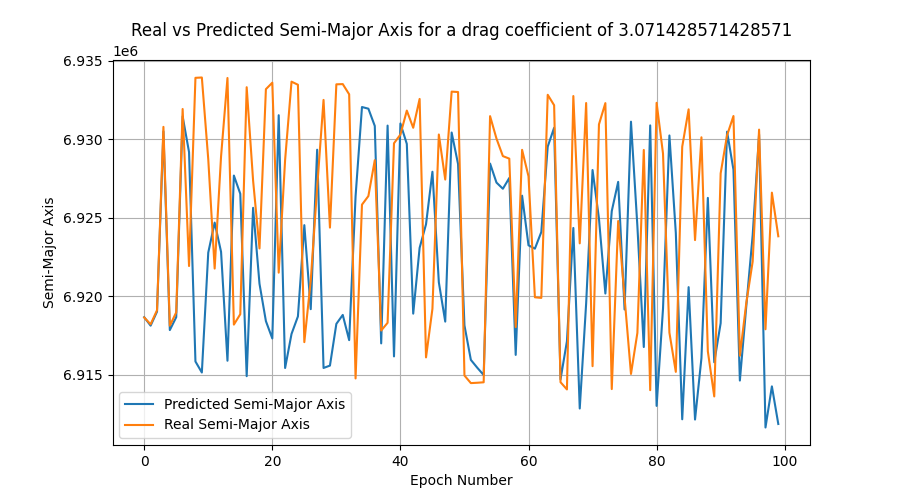 Real vs Predicted Semi-Major Axis for a drag coefficient of 3.071428571428571
1e6
6.935
6.930
6.925
6.920
6.915
Semi-Major Axis
Predicted Semi-Major Axis
Real Semi-Major Axis
0 20 40 60 80 100
Epoch Number